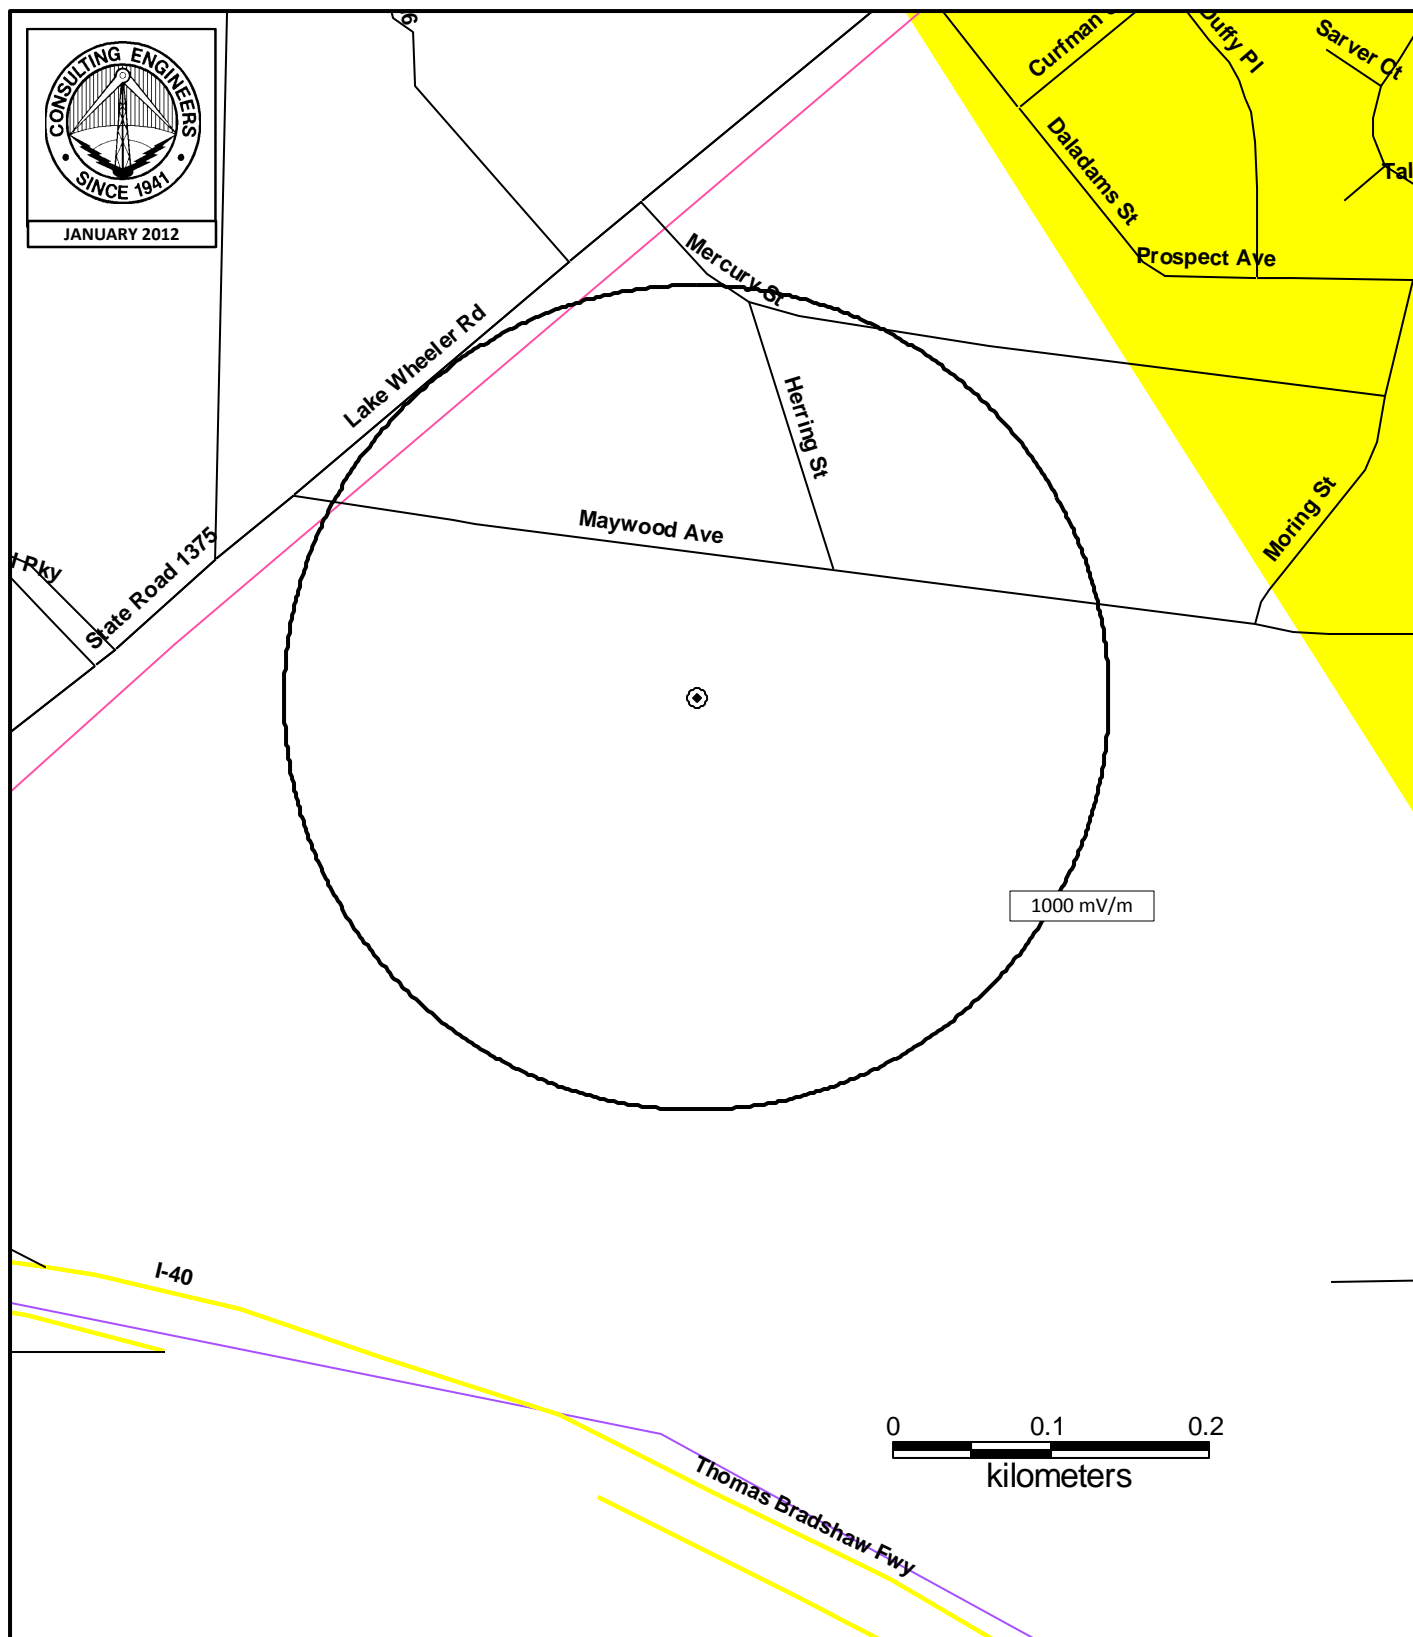 CONSULTING ENGINEERS
SINCE 1941
JANUARY 2012
Duffy Pl
Sarver Ct
Daladams St
Prospect Ave
Mercury St
Lake Wheeler Rd
Herring St
Maywood Ave
Moring St
State Road 1375
1000 mV/m
I-40
Thomas Bradshaw Fwy
0 0.1 0.2
kilometers
Curfman
Pky
Tal